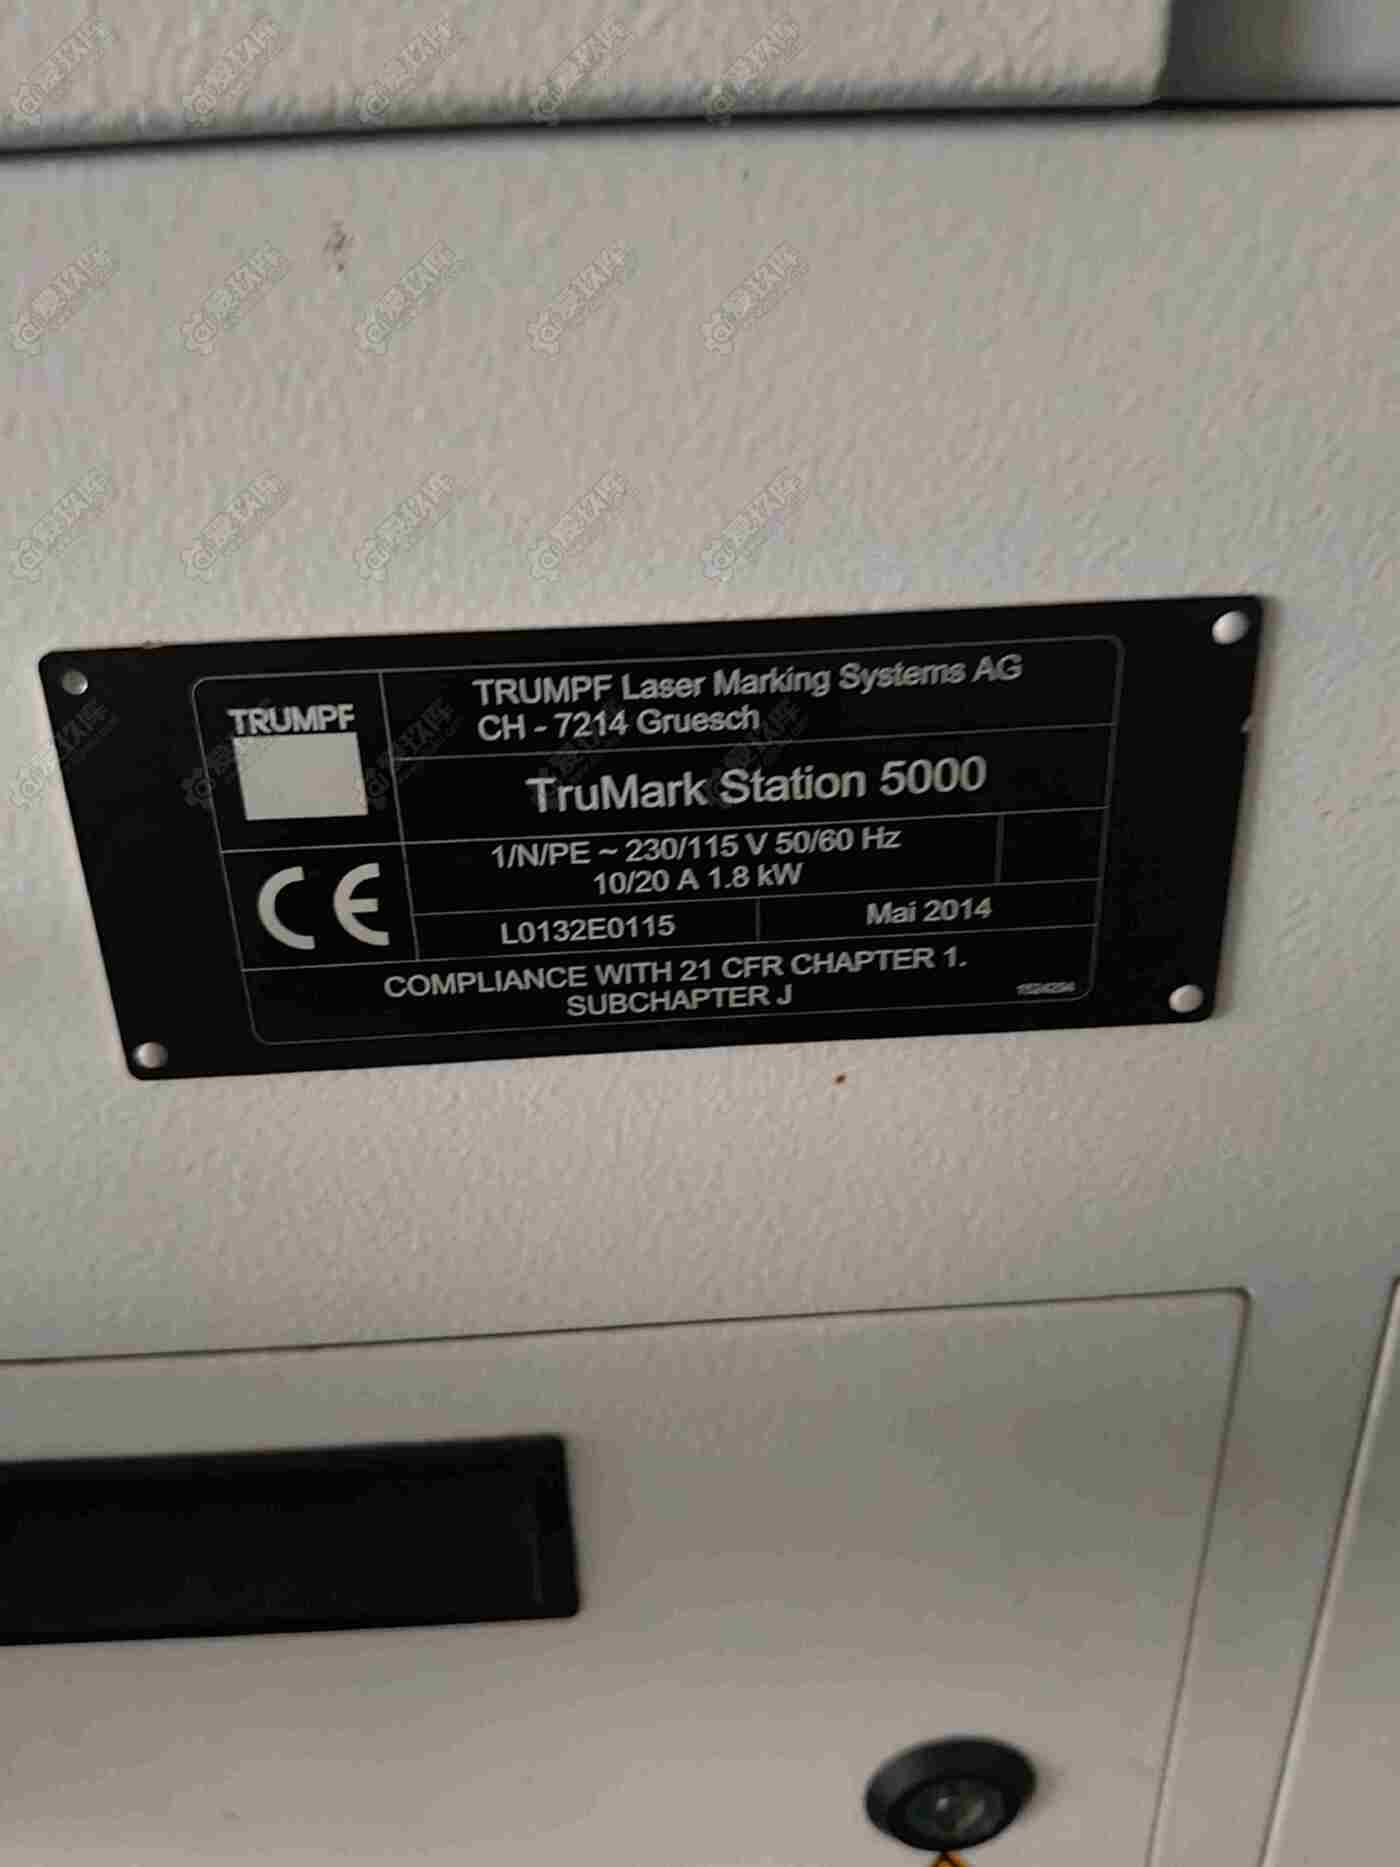 TRUMPF
TRUMPF Laser Marking Systems AG
CH - 7214 Gruesch
TruMark Station 5000
1/N/PE ~ 230/115 V 50/60 Hz
10/20 A 1.8 kW
CE
L0132E0115
Mai 2014
COMPLIANCE WITH 21 CFR CHAPTER 1.
SUBCHAPTER J